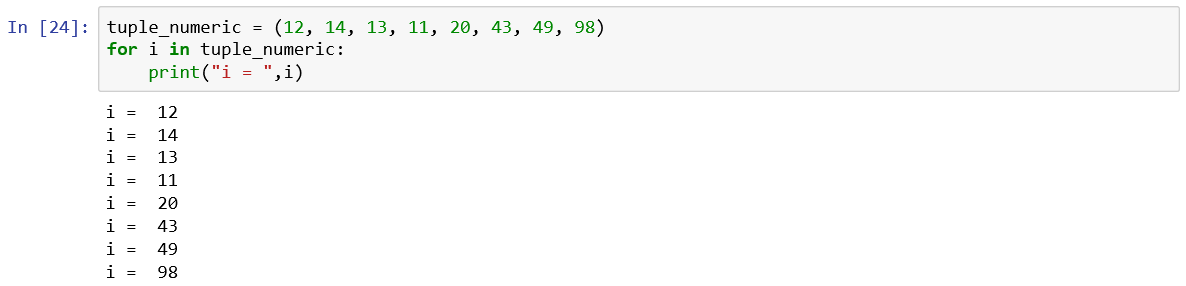 In [24]: tuple_numeric = (12, 14, 13, 11, 20, 43, 49, 98)
for i in tuple_numeric:
    print("i = ",i)
i =  12
i =  14
i =  13
i =  11
i =  20
i =  43
i =  49
i =  98